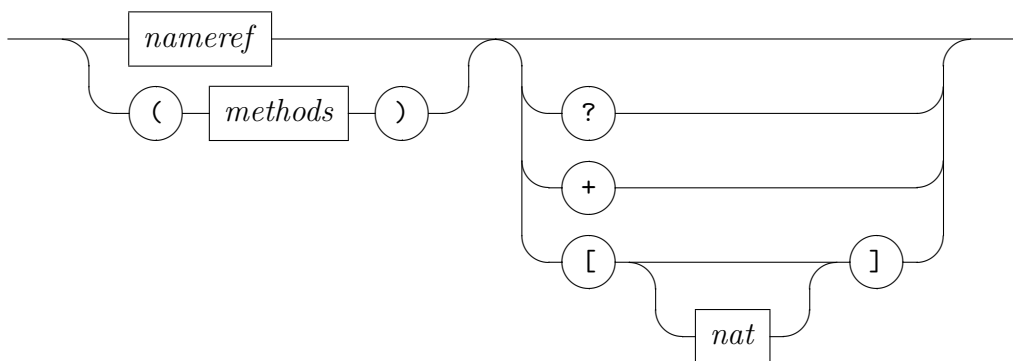 nameref
( methods ) ?
+
[ ]
nat